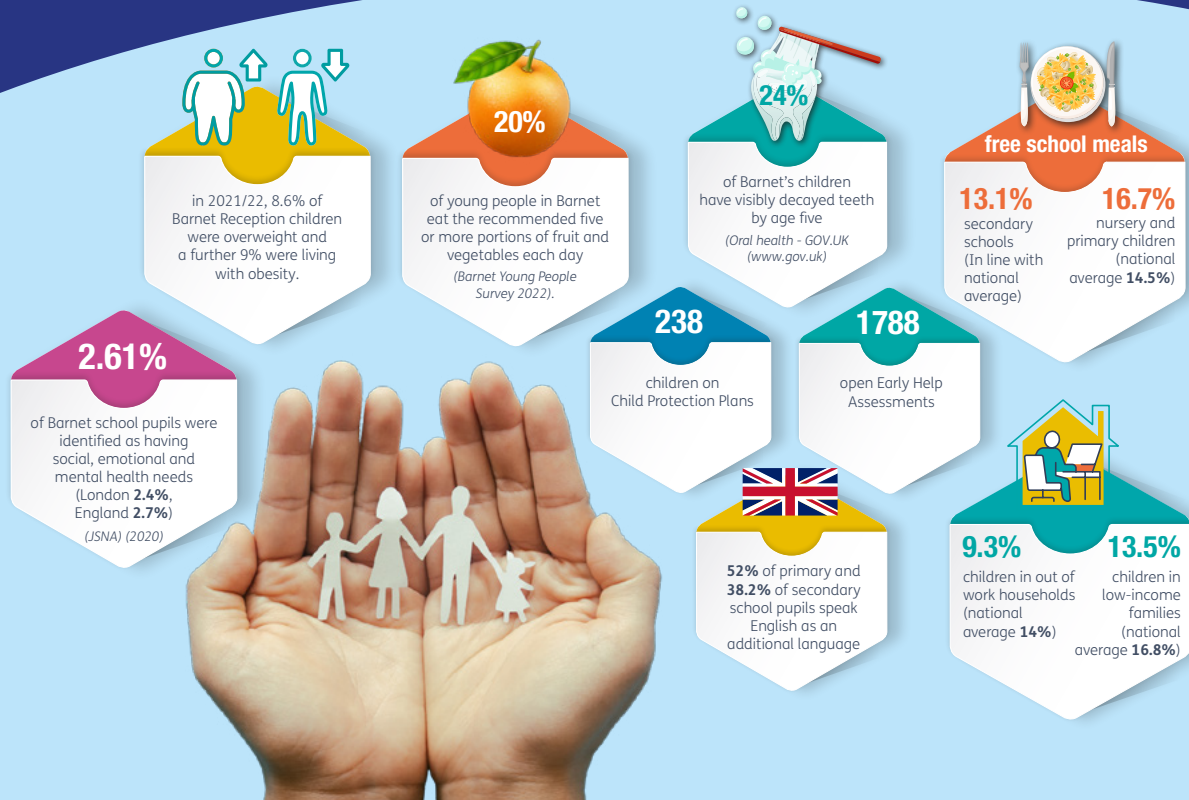 in 2021/22, 8.6% of
Barnet Reception children
were overweight and
a further 9% were living
with obesity.
20%
of young people in Barnet
eat the recommended five
or more portions of fruit and
vegetables each day
(Barnet Young People
Survey 2022).
24%
of Barnet's children
have visibly decayed teeth
by age five
(Oral health - GOV.UK
(www.gov.uk)
free school meals
13.1%
secondary
schools
(In line with
national
average)
16.7%
nursery and
primary children
(national
average 14.5%)
2.61%
of Barnet school pupils were
identified as having
social, emotional and
mental health needs
(London 2.4%,
England 2.7%)
(JSNA) (2020)
238
children on
Child Protection Plans
1788
open Early Help
Assessments
52% of primary and
38.2% of secondary
school pupils speak
English as an
additional language
9.3%
children in out of
work households
(national
average 14%)
13.5%
children in
low-income
families
(national
average 16.8%)